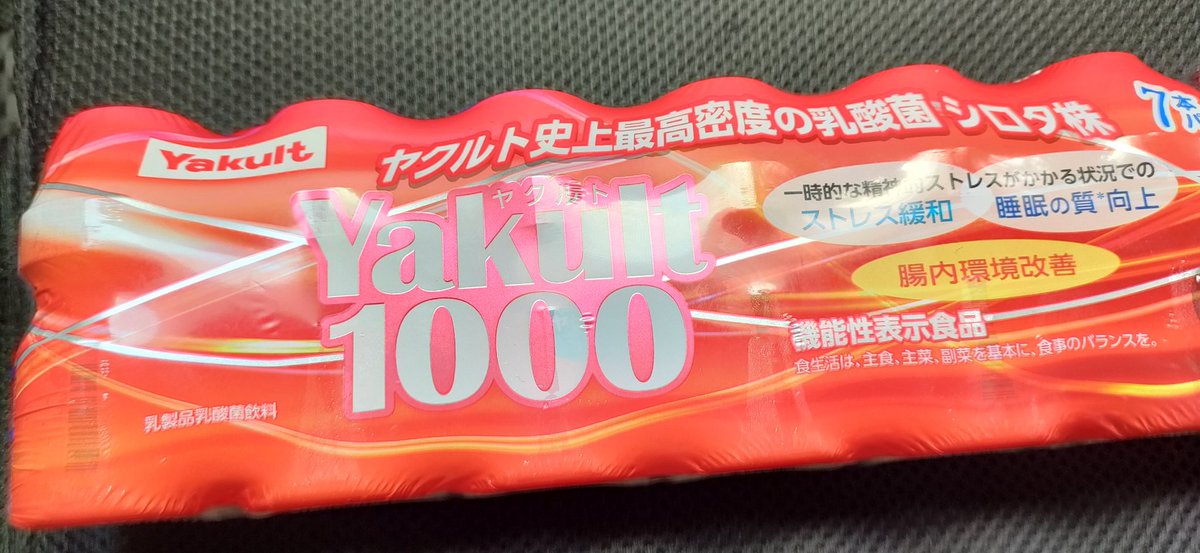 Yakult
ヤクルト史上最高密度の乳酸菌 シロタ株
7本
ヤクルト
Yakult
1000
一時的な精神的ストレスがかかる状況での
ストレス緩和
睡眠の質*向上
腸内環境改善
機能性表示食品
食生活は、主食、主菜、副菜を基本に、食事のバランスを。
乳製品乳酸菌飲料